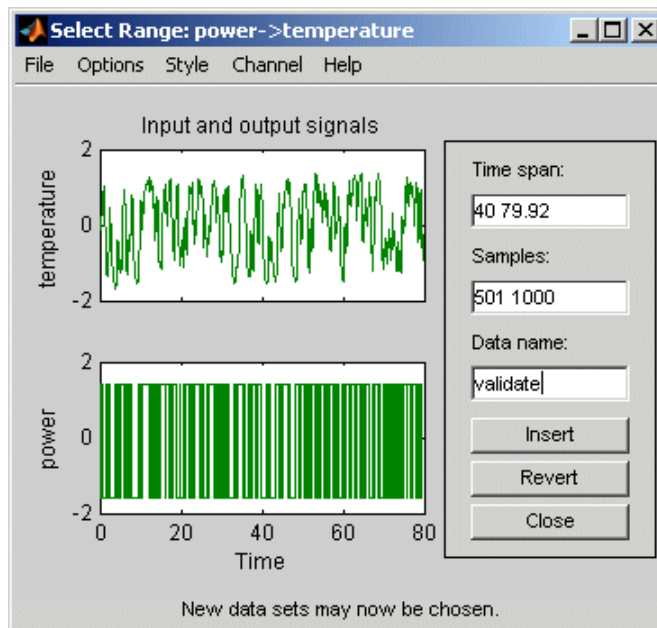 Select Range: power->temperature
File Options Style Channel Help
Input and output signals
temperature
2
0
-2
power
2
0
-2
0 20 40 60 80
Time
Time span:
40 79.92
Samples:
501 1000
Data name:
validate
Insert
Revert
Close
New data sets may now be chosen.